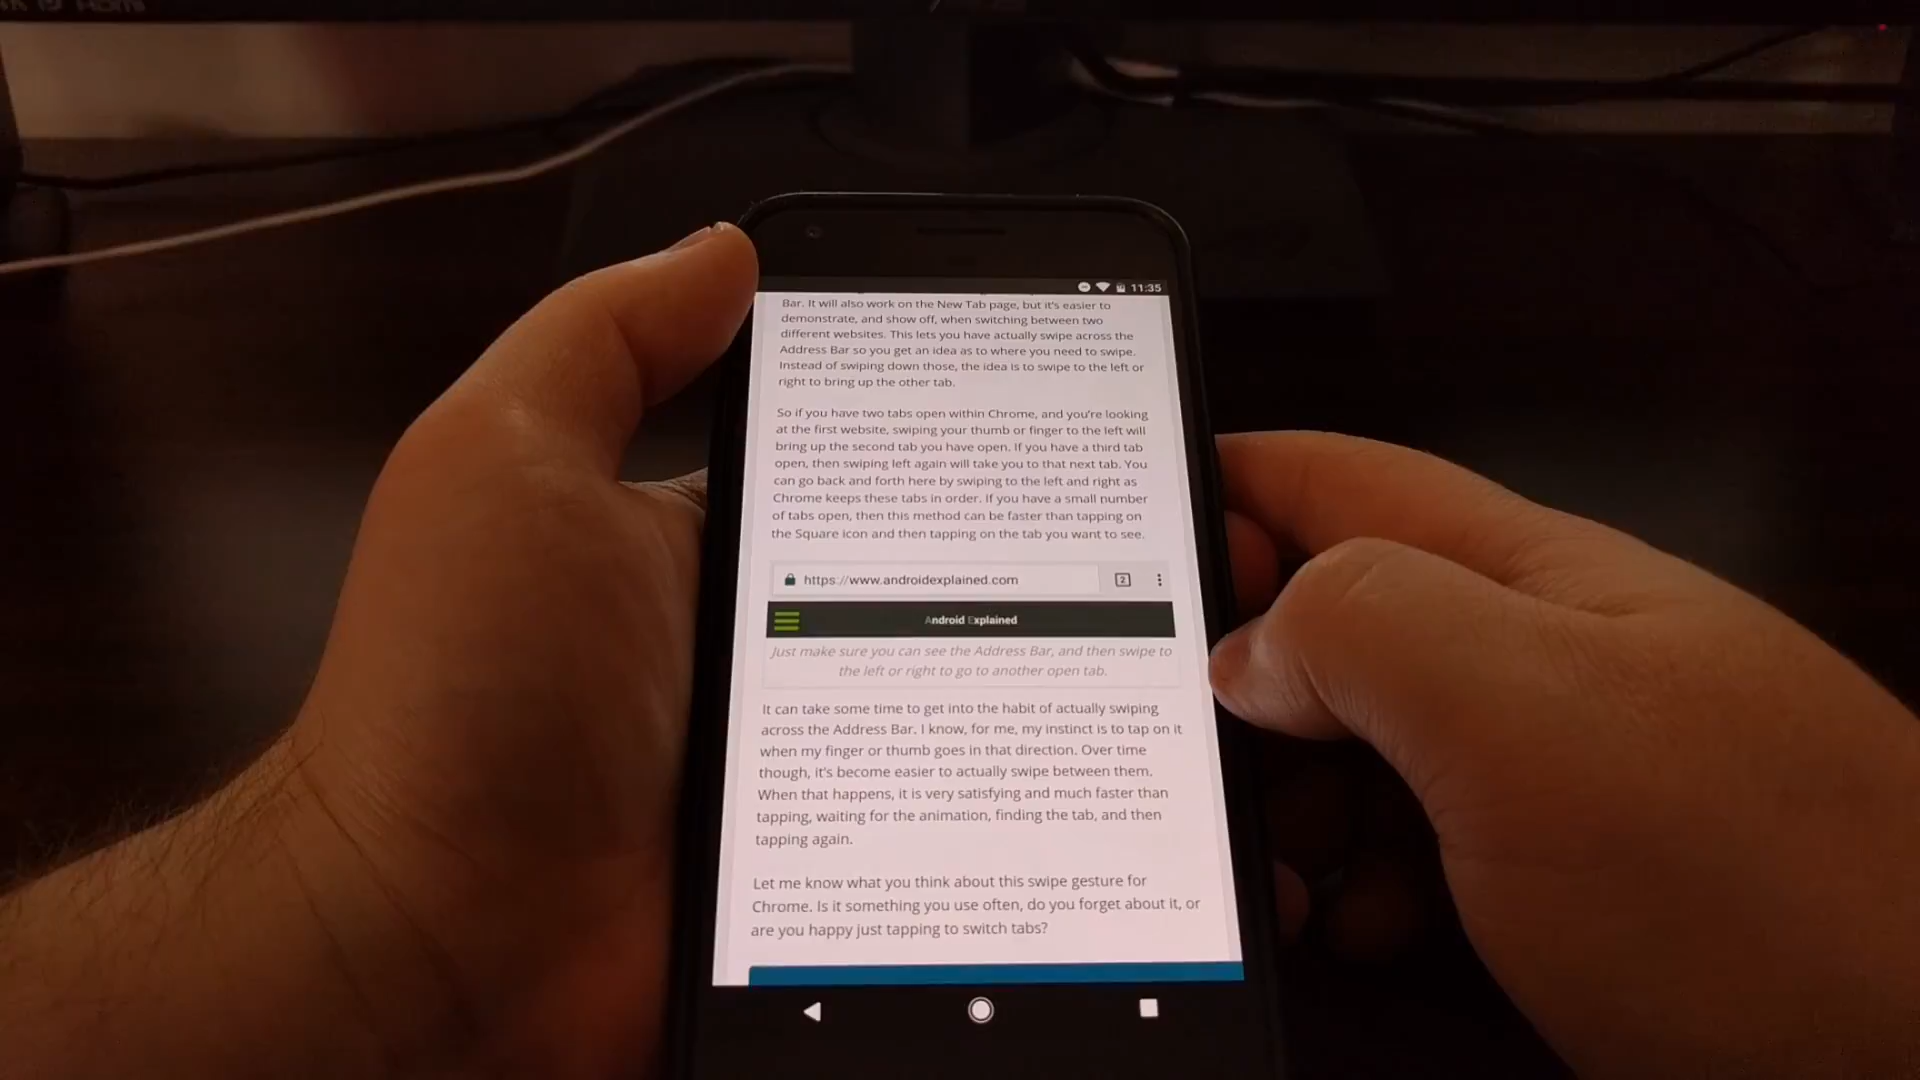 HDMI
11:35
Bar. It will also work on the New Tab page, but it's easier to
demonstrate, and show off, when switching between two
different websites. This lets you have actually swipe across the
Address Bar so you get an idea as to where you need to swipe.
Instead of swiping down those, the idea is to swipe to the left or
right to bring up the other tab.
So if you have two tabs open within Chrome, and you're looking
at the first website, swiping your thumb or finger to the left will
bring up the second tab you have open. If you have a third tab
open, then swiping left again will take you to that next tab. You
can go back and forth here by swiping to the left and right as
Chrome keeps these tabs in order. If you have a small number
of tabs open, then this method can be faster than tapping on
the Square icon and then tapping on the tab you want to see.
https://www.androidexplained.com 2
Android Explained
Just make sure you can see the Address Bar, and then swipe to
the left or right to go to another open tab.
It can take some time to get into the habit of actually swiping
across the Address Bar. I know, for me, my instinct is to tap on it
when my finger or thumb goes in that direction. Over time
though, it's become easier to actually swipe between them.
When that happens, it is very satisfying and much faster than
tapping, waiting for the animation, finding the tab, and then
tapping again.
Let me know what you think about this swipe gesture for
Chrome. Is it something you use often, do you forget about it, or
are you happy just tapping to switch tabs?